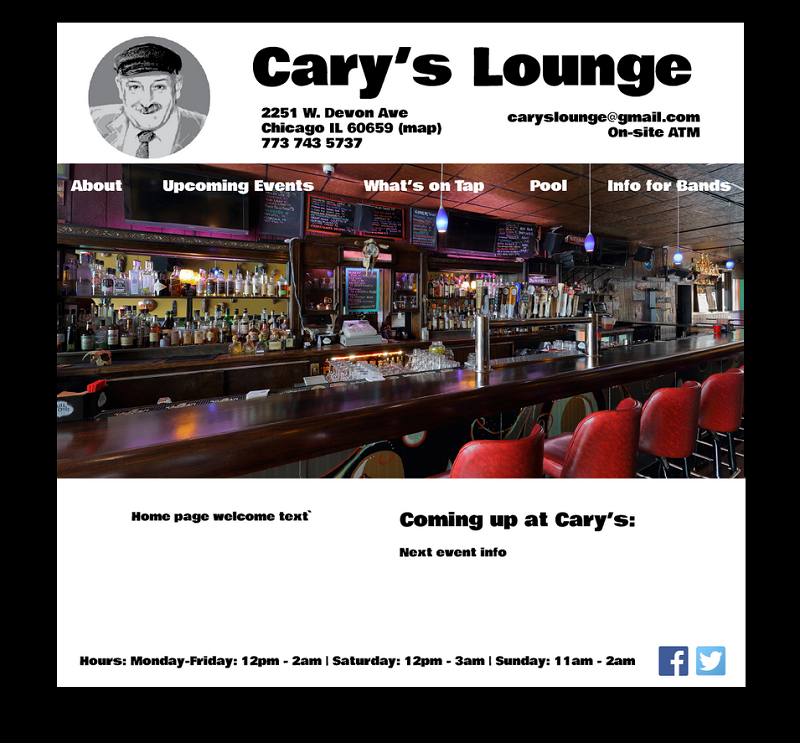 Cary's Lounge
2251 W. Devon Ave
Chicago IL 60659 (map)
773 743 5737
caryslounge@gmail.com
On-site ATM
About Upcoming Events What's on Tap Pool Info for Bands
Home page welcome text`
Coming up at Cary's:
Next event info
Hours: Monday-Friday: 12pm - 2am | Saturday: 12pm - 3am | Sunday: 11am - 2am